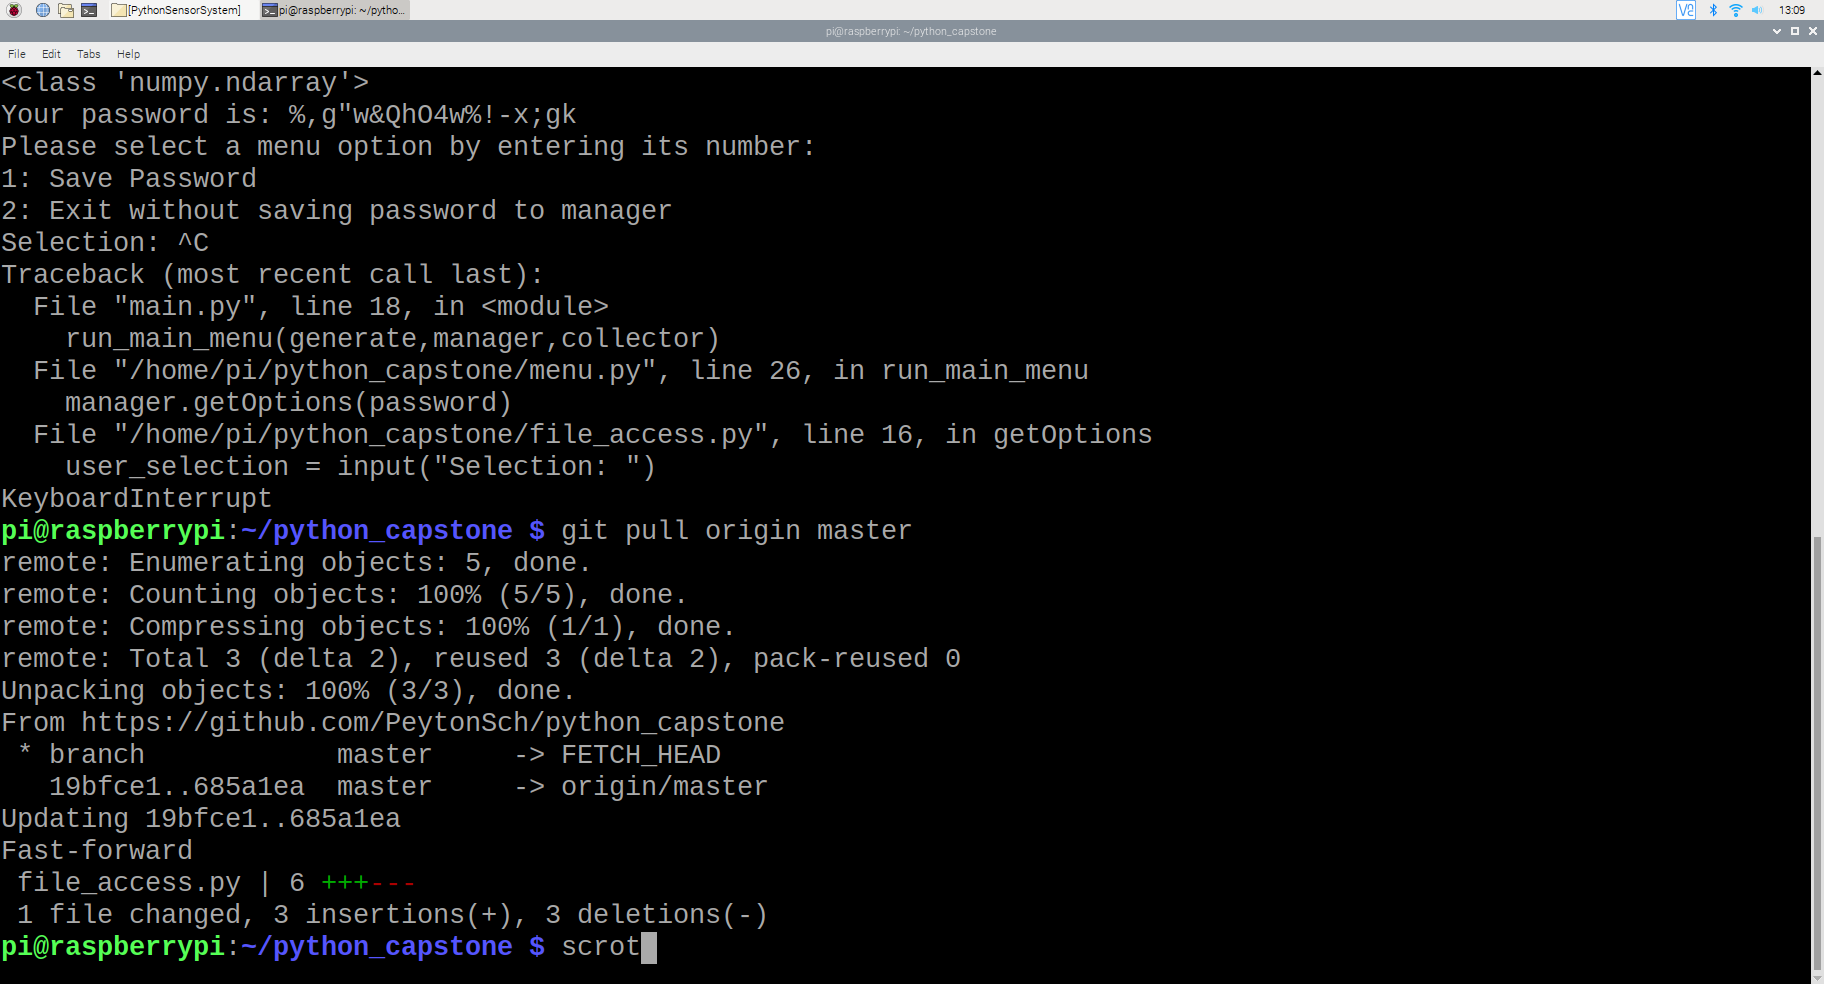 [PythonSensorSystem]
pi@raspberrypi: ~/pytho...
V2
13:09
pi@raspberrypi: ~/python_capstone
File Edit Tabs Help
<class 'numpy.ndarray'>
Your password is: %,g"w&QhO4w%!-x;gk
Please select a menu option by entering its number:
1: Save Password
2: Exit without saving password to manager
Selection: ^C
Traceback (most recent call last):
  File "main.py", line 18, in <module>
    run_main_menu(generate,manager,collector)
  File "/home/pi/python_capstone/menu.py", line 26, in run_main_menu
    manager.getOptions(password)
  File "/home/pi/python_capstone/file_access.py", line 16, in getOptions
    user_selection = input("Selection: ")
KeyboardInterrupt
pi@raspberrypi:~/python_capstone $ git pull origin master
remote: Enumerating objects: 5, done.
remote: Counting objects: 100% (5/5), done.
remote: Compressing objects: 100% (1/1), done.
remote: Total 3 (delta 2), reused 3 (delta 2), pack-reused 0
Unpacking objects: 100% (3/3), done.
From https://github.com/PeytonSch/python_capstone
 * branch            master     -> FETCH_HEAD
   19bfce1..685a1ea  master     -> origin/master
Updating 19bfce1..685a1ea
Fast-forward
 file_access.py | 6 +++---
 1 file changed, 3 insertions(+), 3 deletions(-)
pi@raspberrypi:~/python_capstone $ scrot